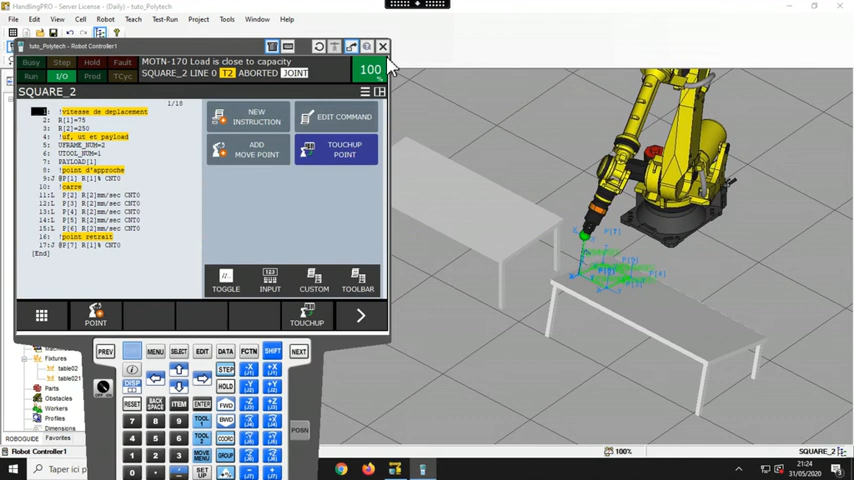 HandlingPRO - Server License - tuto_Polytech
File Edit View Cell Robot Teach Test-Run Project Tools Window Help
tuto_Polytech - Robot Controller1
Busy Step Hold Fault
Run I/O Prod TCyc
MOTN-170 Load is close to capacity
SQUARE_2 LINE 0 T2 ABORTED JOINT
100
%
SQUARE_2
1/18
1: !vitesse de deplacement
2: R[1]=75
3: R[2]=250
4: !uf, ut et payload
5: UFRAME_NUM=2
6: UTOOL_NUM=1
7: PAYLOAD[1]
8: !point d'approche
9:J @P[1] R[1]% CNT0
10: !carre
11:L P[2] R[2]mm/sec CNT0
12:L P[3] R[2]mm/sec CNT0
13:L P[4] R[2]mm/sec CNT0
14:L P[5] R[2]mm/sec CNT0
15:L P[6] R[2]mm/sec CNT0
16: !point retrait
17:J @P[7] R[1]% CNT0
[End]
NEW INSTRUCTION
EDIT COMMAND
ADD MOVE POINT
TOUCHUP POINT
TOGGLE INPUT CUSTOM TOOLBAR
POINT TOUCHUP
PREV MENU SELECT EDIT DATA FCTN SHIFT NEXT
DISP
STEP
HOLD
RESET BACK SPACE ITEM ENTER FWD
7 8 9 TOOL 1 BWD
4 5 6 TOOL 2 COORD
1 2 3 MOVE MENU GROUP
0 . SET UP
-X (J1) +X (J1)
-Y (J2) +Y (J2)
-Z (J3) +Z (J3)
POSN
Machines
Fixtures
table02
table021
Parts
Obstacles
Workers
Profiles
Dimensions
ROBOGUIDE Favorites
Robot Controller1
100%
SQUARE_2
P[7]
P[4]
Taper ici
21:24
31/05/2020